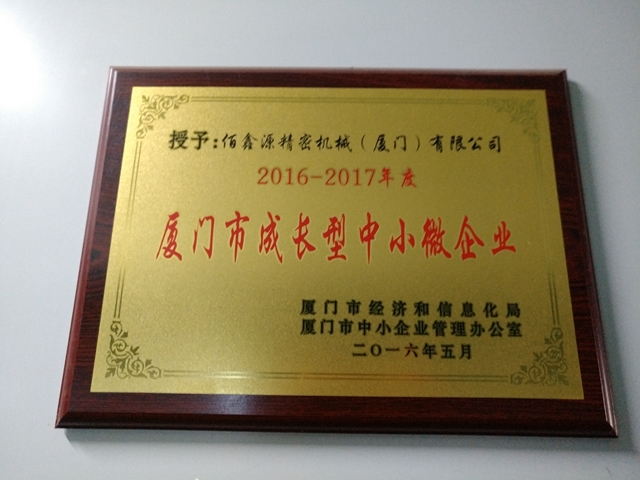 授予:佰鑫源精密机械(厦门)有限公司
2016-2017年度
厦门市成长型中小微企业
厦门市经济和信息化局
厦门市中小企业管理办公室
二〇一六年五月